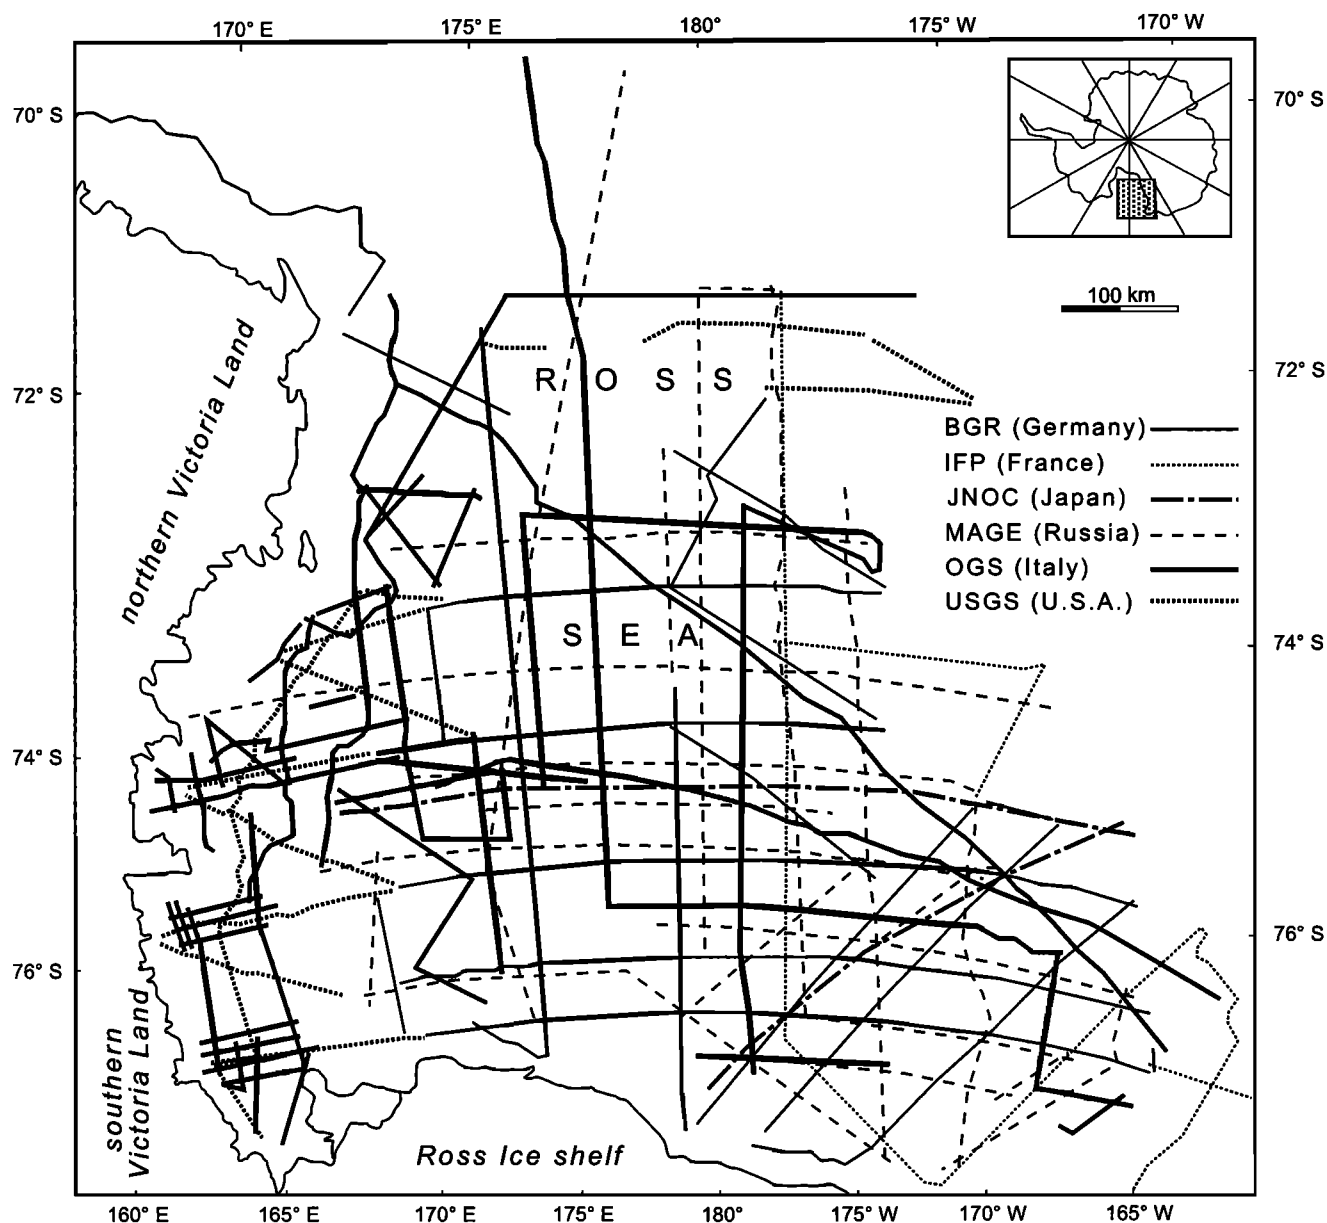 170° E 175° E 180° 175° W 170° W
70° S 70° S
100 km
72° S 72° S
R O S S
BGR (Germany)
IFP (France)
JNOC (Japan)
MAGE (Russia)
OGS (Italy)
USGS (U.S.A.)
northern Victoria Land
S E A
74° S
74° S
76° S
76° S
southern
Victoria Land
Ross Ice shelf
160° E 165° E 170° E 175° E 180° 175° W 170° W 165° W